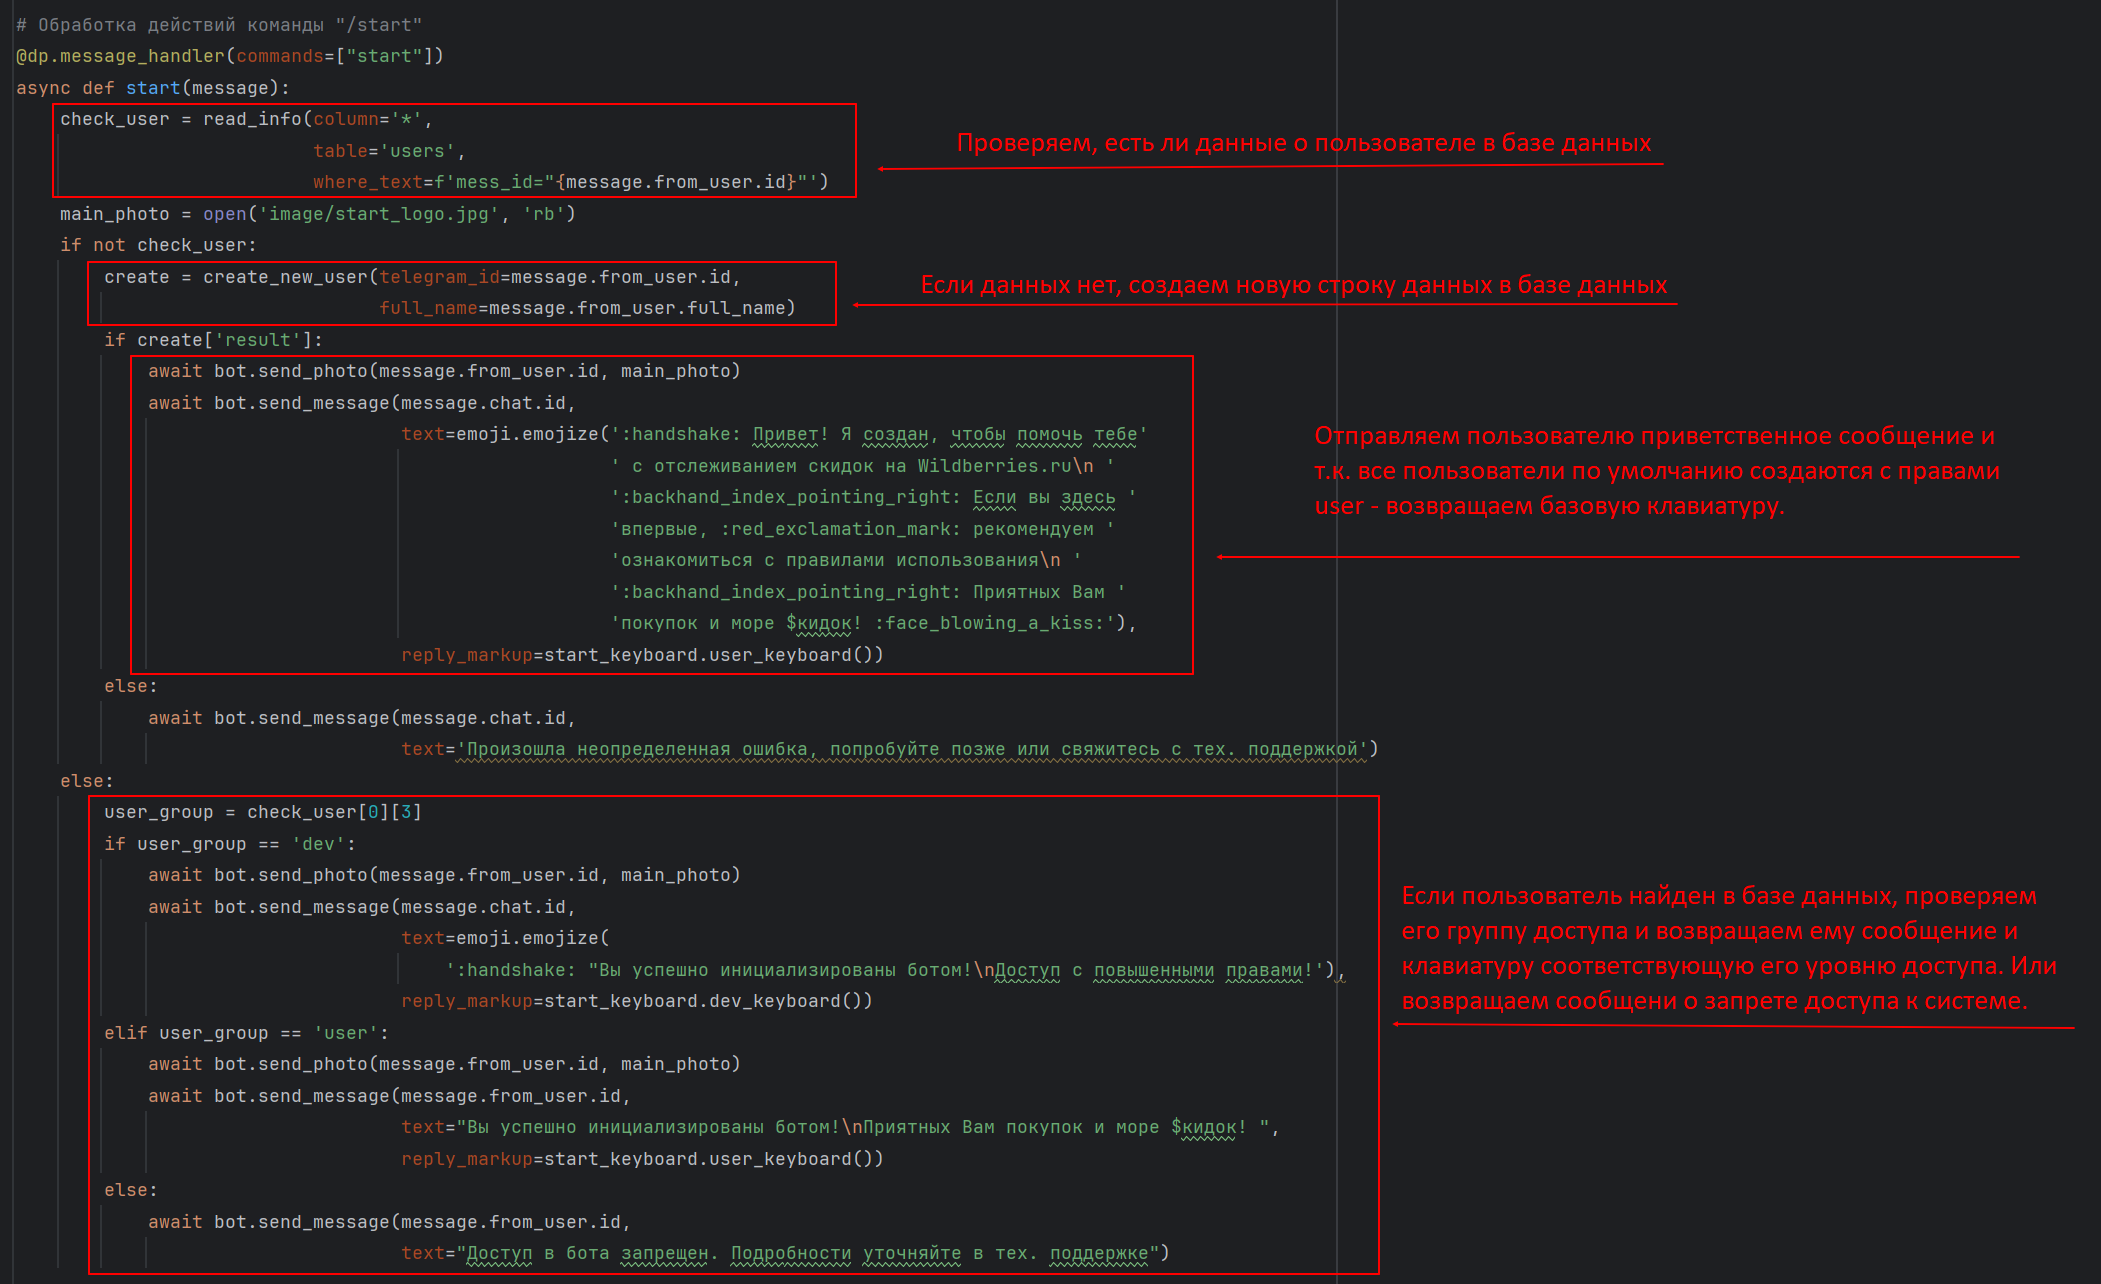 # Обработка действий команды "/start"
@dp.message_handler(commands=["start"])
async def start(message):
check_user = read_info(column='*',
table='users',
where_text=f'mess_id="{message.from_user.id}"')
Проверяем, есть ли данные о пользователе в базе данных
main_photo = open('image/start_logo.jpg', 'rb')
if not check_user:
create = create_new_user(telegram_id=message.from_user.id,
full_name=message.from_user.full_name)
Если данных нет, создаем новую строку данных в базе данных
if create['result']:
await bot.send_photo(message.from_user.id, main_photo)
await bot.send_message(message.chat.id,
text=emoji.emojize(':handshake: Привет! Я создан, чтобы помочь тебе'
' с отслеживанием скидок на Wildberries.ru\n '
':backhand_index_pointing_right: Если вы здесь '
'впервые, :red_exclamation_mark: рекомендуем '
'ознакомиться с правилами использования\n '
':backhand_index_pointing_right: Приятных Вам '
'покупок и море $кидок! :face_blowing_a_kiss:'),
reply_markup=start_keyboard.user_keyboard())
Отправляем пользователю приветственное сообщение и
т.к. все пользователи по умолчанию создаются с правами
user - возвращаем базовую клавиатуру.
else:
await bot.send_message(message.chat.id,
text='Произошла неопределенная ошибка, попробуйте позже или свяжитесь с тех. поддержкой')
else:
user_group = check_user[0][3]
if user_group == 'dev':
await bot.send_photo(message.from_user.id, main_photo)
await bot.send_message(message.chat.id,
text=emoji.emojize(
':handshake: "Вы успешно инициализированы ботом!\nДоступ с повышенными правами!'),
reply_markup=start_keyboard.dev_keyboard())
elif user_group == 'user':
await bot.send_photo(message.from_user.id, main_photo)
await bot.send_message(message.from_user.id,
text="Вы успешно инициализированы ботом!\nПриятных Вам покупок и море $кидок! ",
reply_markup=start_keyboard.user_keyboard())
else:
await bot.send_message(message.from_user.id,
text="Доступ в бота запрещен. Подробности уточняйте в тех. поддержке")
Если пользователь найден в базе данных, проверяем
его группу доступа и возвращаем ему сообщение и
клавиатуру соответствующую его уровню доступа. Или
возвращаем сообщени о запрете доступа к системе.